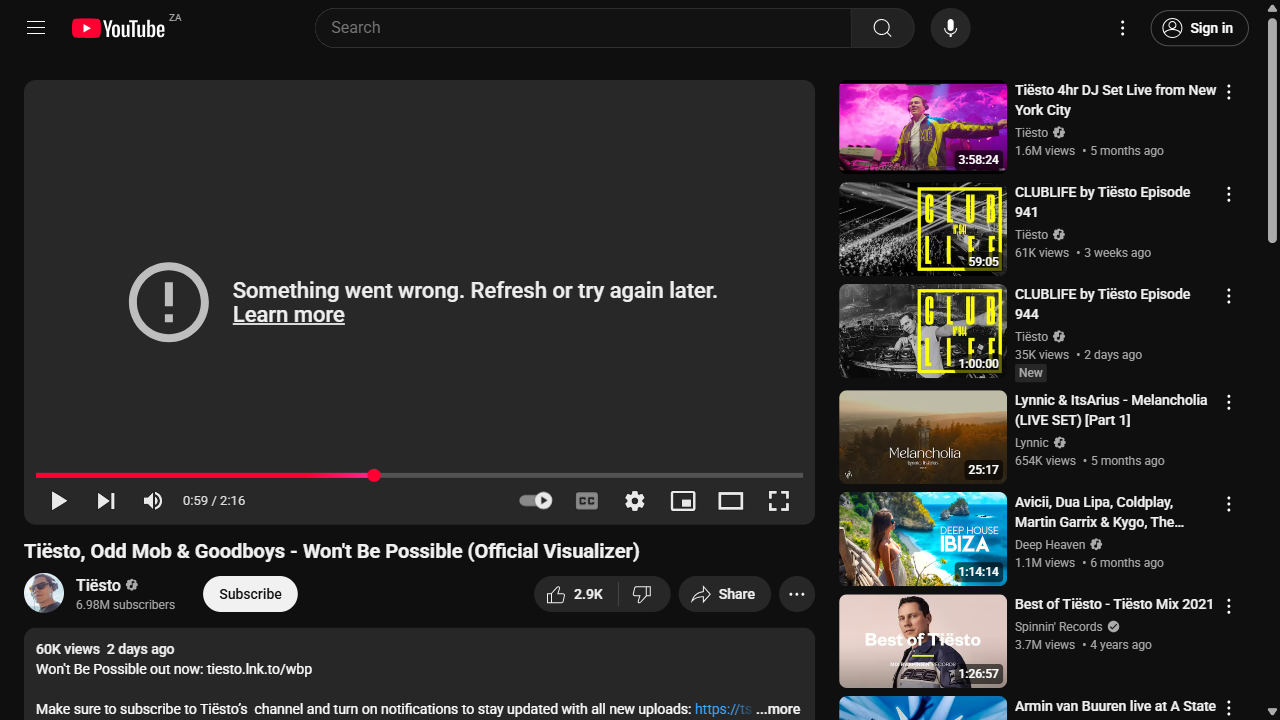 YouTube ZA
Search
Sign in
Something went wrong. Refresh or try again later.
Learn more
0:59 / 2:16
CC
Tiësto, Odd Mob & Goodboys - Won't Be Possible (Official Visualizer)
Tiësto
6.98M subscribers
Subscribe
2.9K
Share
60K views 2 days ago
Won't Be Possible out now: tiesto.lnk.to/wbp
Make sure to subscribe to Tiësto's channel and turn on notifications to stay updated with all new uploads: https://ts ...more
3:58:24
Tiësto 4hr DJ Set Live from New
York City
Tiësto
1.6M views • 5 months ago
CLUB
LIFE
59:05
CLUBLIFE by Tiësto Episode
941
Tiësto
61K views • 3 weeks ago
CLUB
LIFE
1:00:00
CLUBLIFE by Tiësto Episode
944
Tiësto
35K views • 2 days ago
New
Melancholia
25:17
Lynnic & ItsArius - Melancholia
(LIVE SET) [Part 1]
Lynnic
654K views • 5 months ago
DEEP HOUSE
IBIZA
1:14:14
Avicii, Dua Lipa, Coldplay,
Martin Garrix & Kygo, The...
Deep Heaven
1.1M views • 6 months ago
Best of Tiësto
1:26:57
Best of Tiësto - Tiësto Mix 2021
Spinnin' Records
3.7M views • 4 years ago
Armin van Buuren live at A State